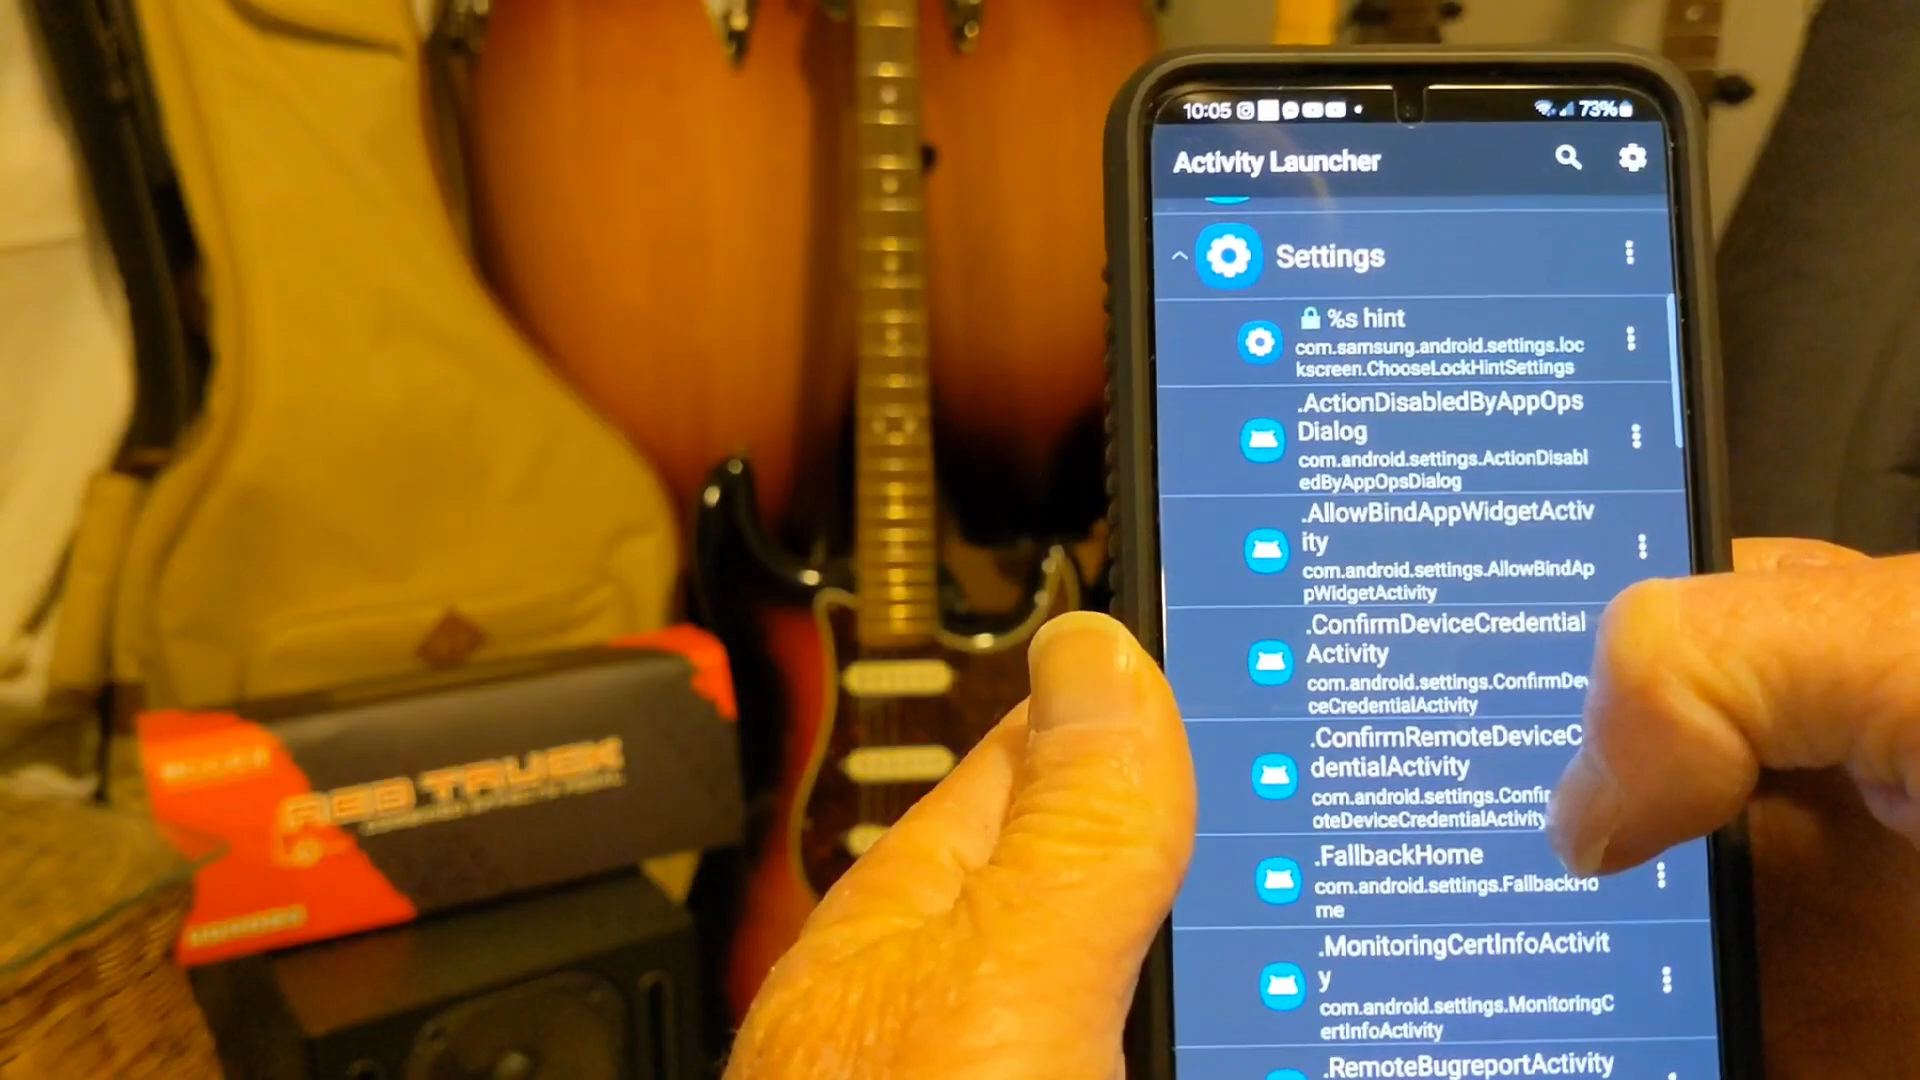 10:05
73%
Activity Launcher
Settings
%s hint
com.samsung.android.settings.loc
kscreen.ChooseLockHintSettings
.ActionDisabledByAppOps
Dialog
com.android.settings.ActionDisabl
edByAppOpsDialog
.AllowBindAppWidgetActiv
ity
com.android.settings.AllowBindAp
pWidgetActivity
.ConfirmDeviceCredential
Activity
com.android.settings.ConfirmDev
ceCredentialActivity
.ConfirmRemoteDeviceC
dentialActivity
com.android.settings.Confir
oteDeviceCredentialActivity
.FallbackHome
com.android.settings.FallbackHo
me
.MonitoringCertInfoActivit
y
com.android.settings.MonitoringC
ertInfoActivity
.RemoteBugreportActivity
RED TRUCK